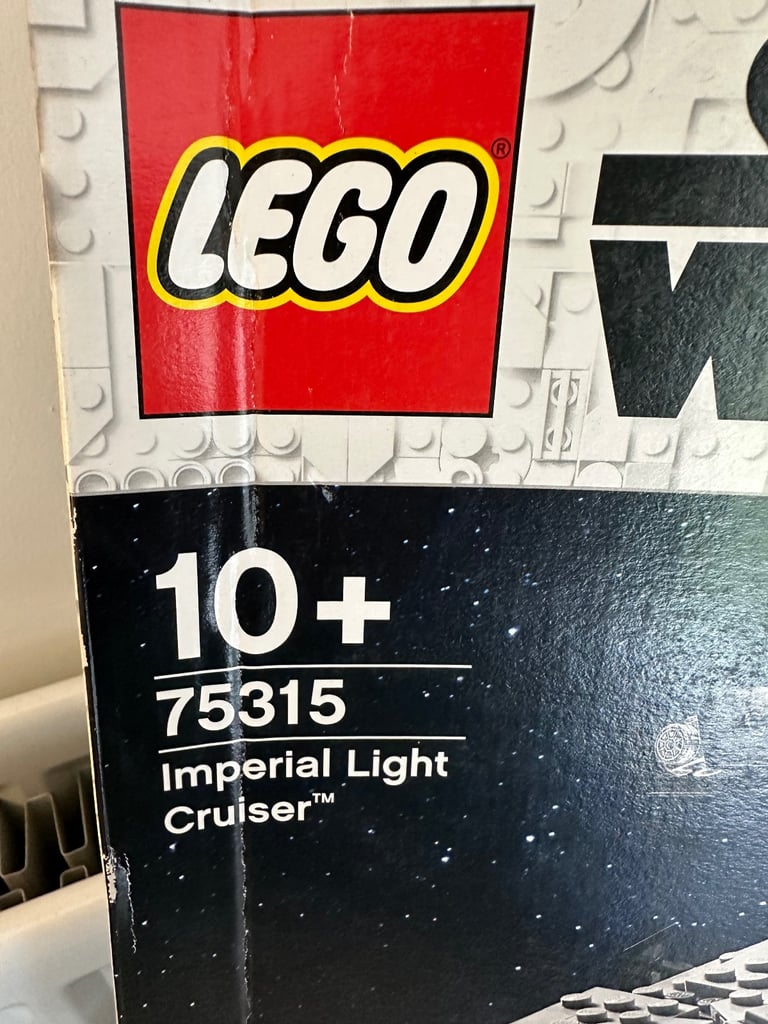 LEGO®
W
10+
75315
Imperial Light
Cruiser™